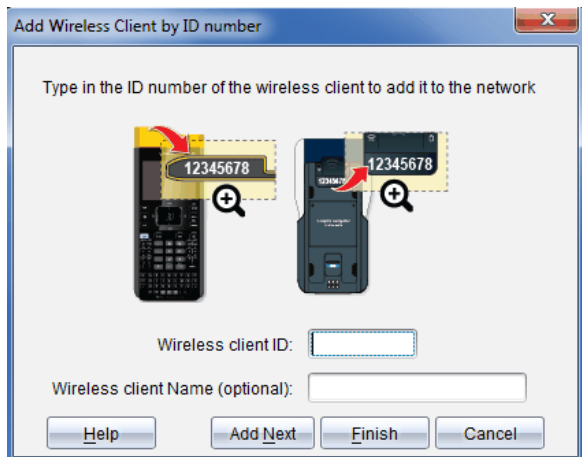 Add Wireless Client by ID number
Type in the ID number of the wireless client to add it to the network
12345678
12345678
Wireless client ID:
Wireless client Name (optional):
Help Add Next Finish Cancel